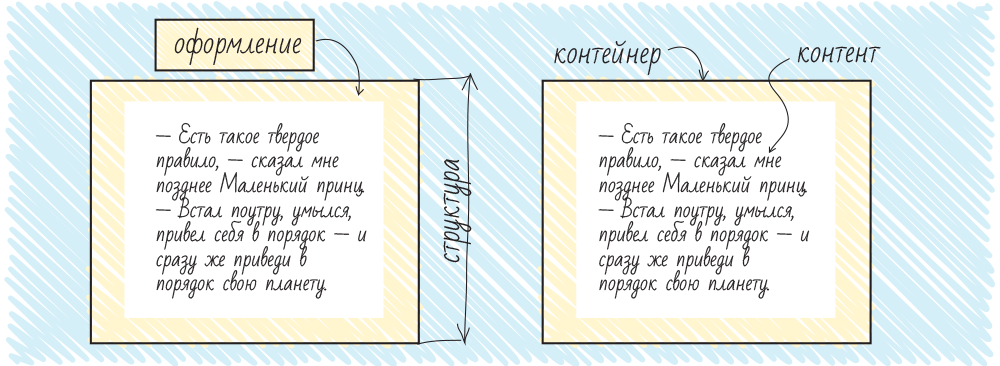 оформление
— Есть такое твердое
правило, — сказал мне
позднее Маленький принц.
— Встал поутру, умылся,
привел себя в порядок — и
сразу же приведи в
порядок свою планету.
структура
контейнер
контент
— Есть такое твердое
правило, — сказал мне
позднее Маленький принц.
— Встал поутру, умылся,
привел себя в порядок — и
сразу же приведи в
порядок свою планету.